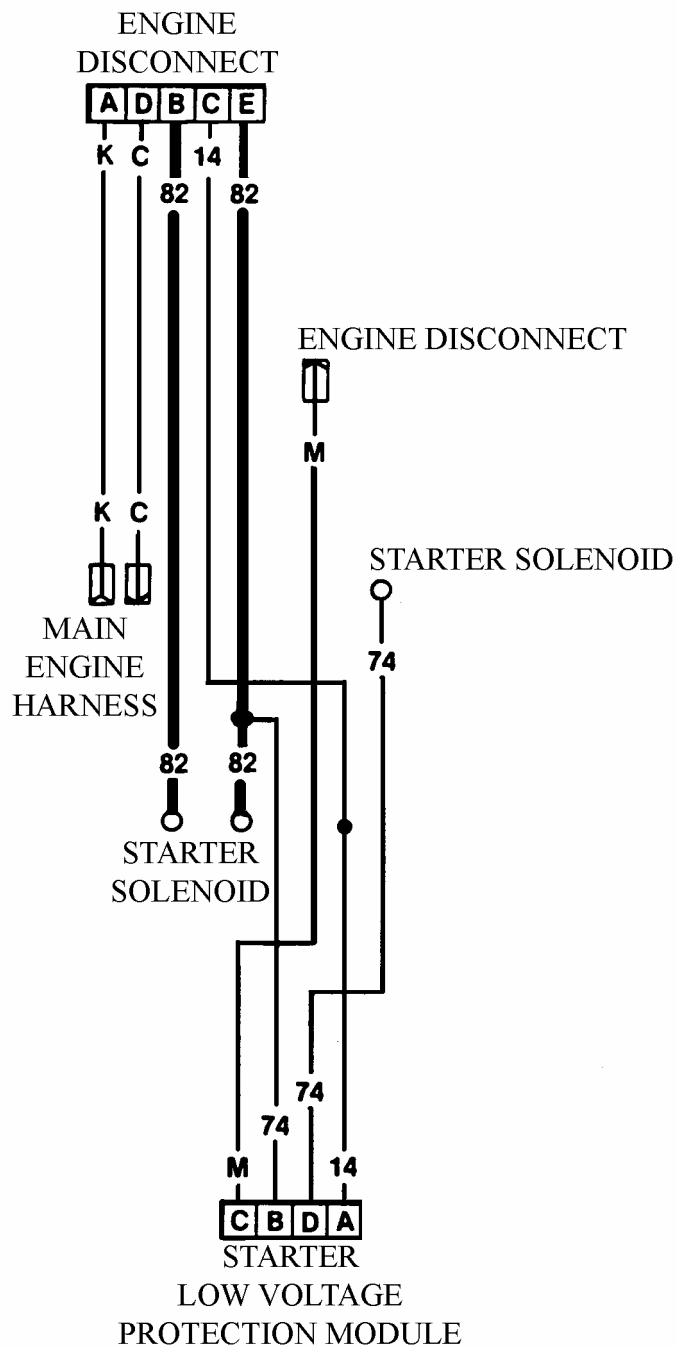 ENGINE
DISCONNECT
A D B C E
K C 14
82 82
ENGINE DISCONNECT
M
K C
STARTER SOLENOID
MAIN
ENGINE
HARNESS
74
82 82
STARTER
SOLENOID
74
74
M 14
C B D A
STARTER
LOW VOLTAGE
PROTECTION MODULE